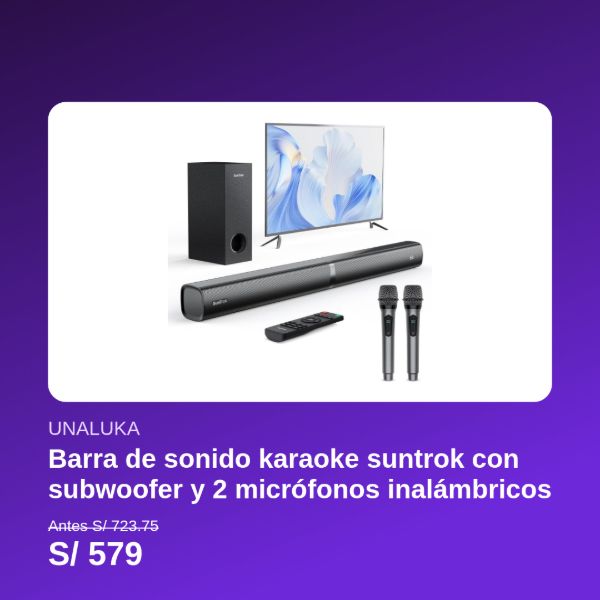 UNALUKA
Barra de sonido karaoke suntrok con
subwoofer y 2 micrófonos inalámbricos
Antes S/ 723.75
S/ 579